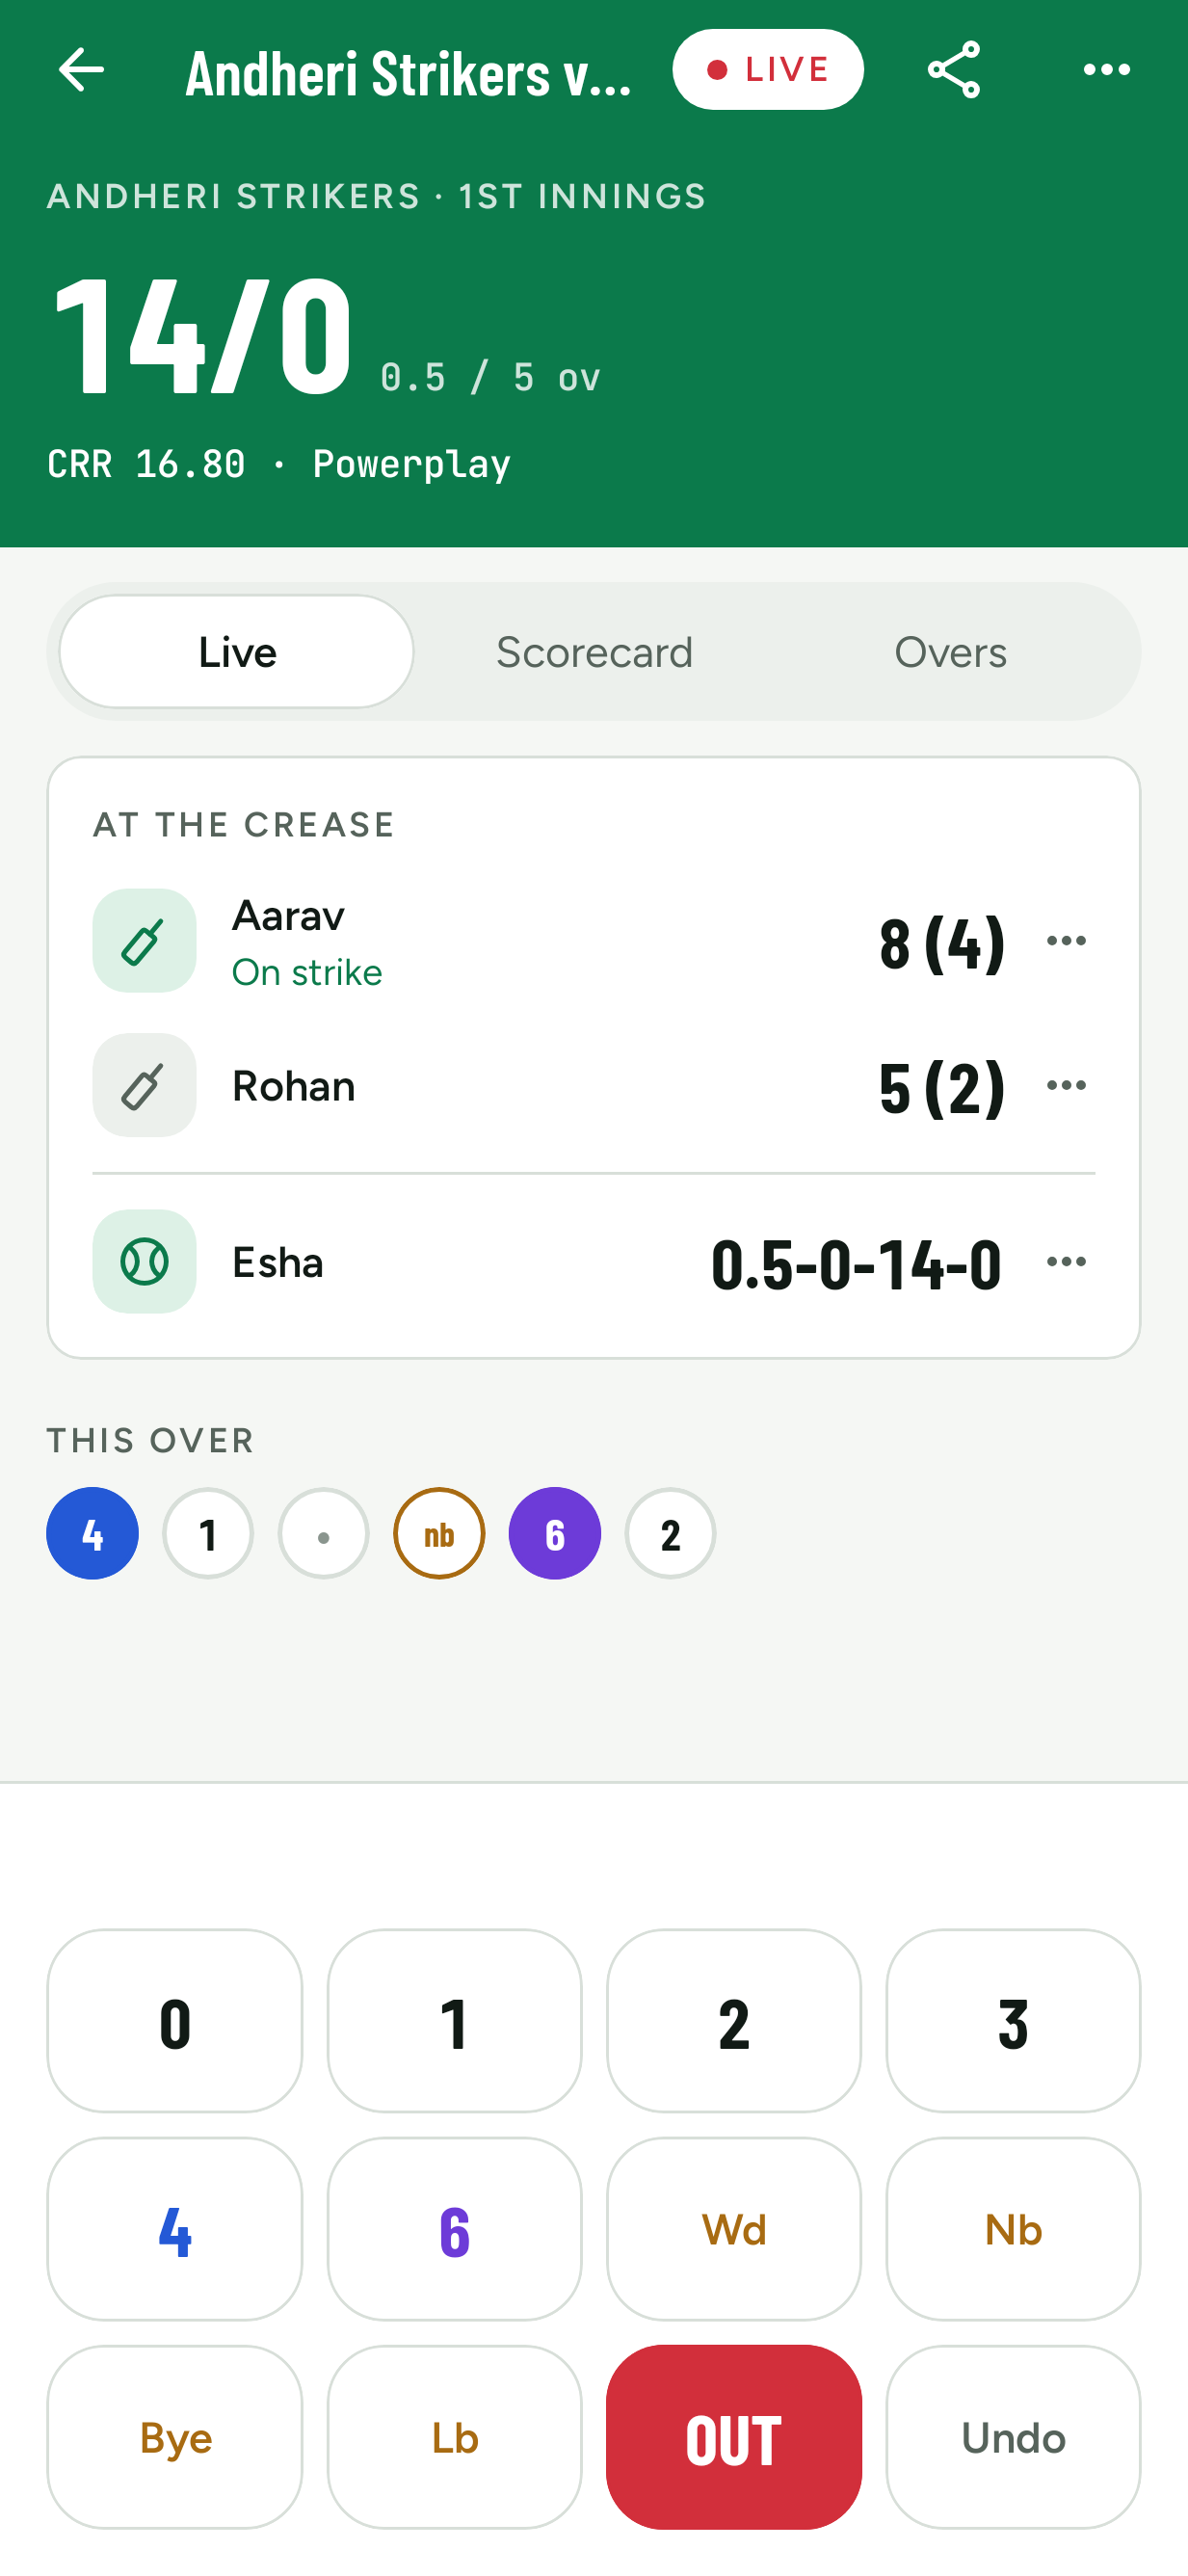 Andheri Strikers v...
LIVE
ANDHERI STRIKERS · 1ST INNINGS
14/0 0.5 / 5 ov
CRR 16.80 · Powerplay
Live Scorecard Overs
AT THE CREASE
Aarav 8 (4)
On strike
Rohan 5 (2)
Esha 0.5-0-14-0
THIS OVER
4 1 • nb 6 2
0 1 2 3
4 6 Wd Nb
Bye Lb OUT Undo